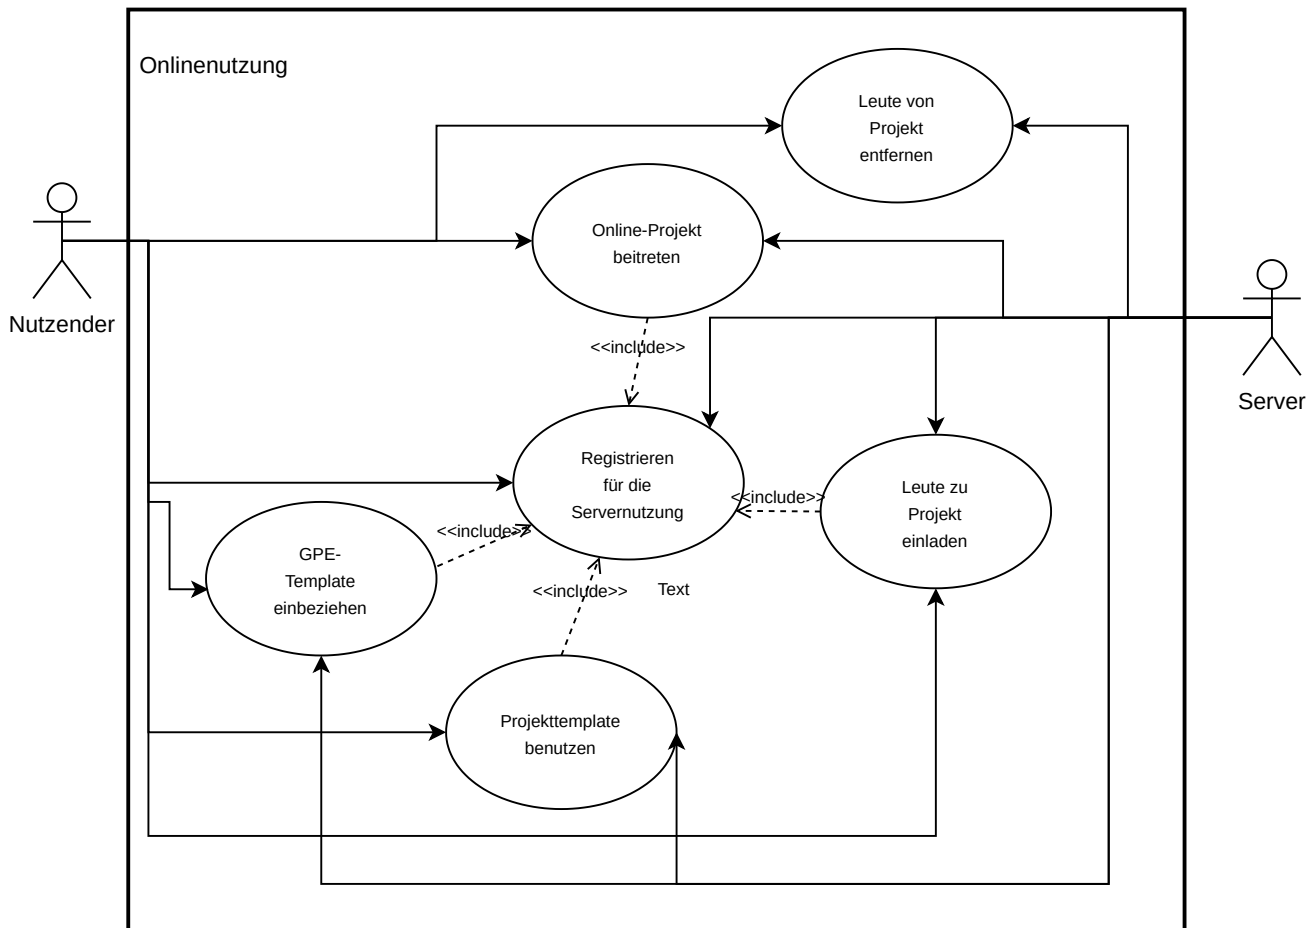 Onlinenutzung
Leute von
Projekt
entfernen
Online-Projekt
beitreten
Nutzender
<<include>>
Server
Registrieren
für die
Servernutzung
<<include>>
Leute zu
Projekt
einladen
<<include>>
GPE-
Template
einbeziehen
<<include>>
Text
Projekttemplate
benutzen